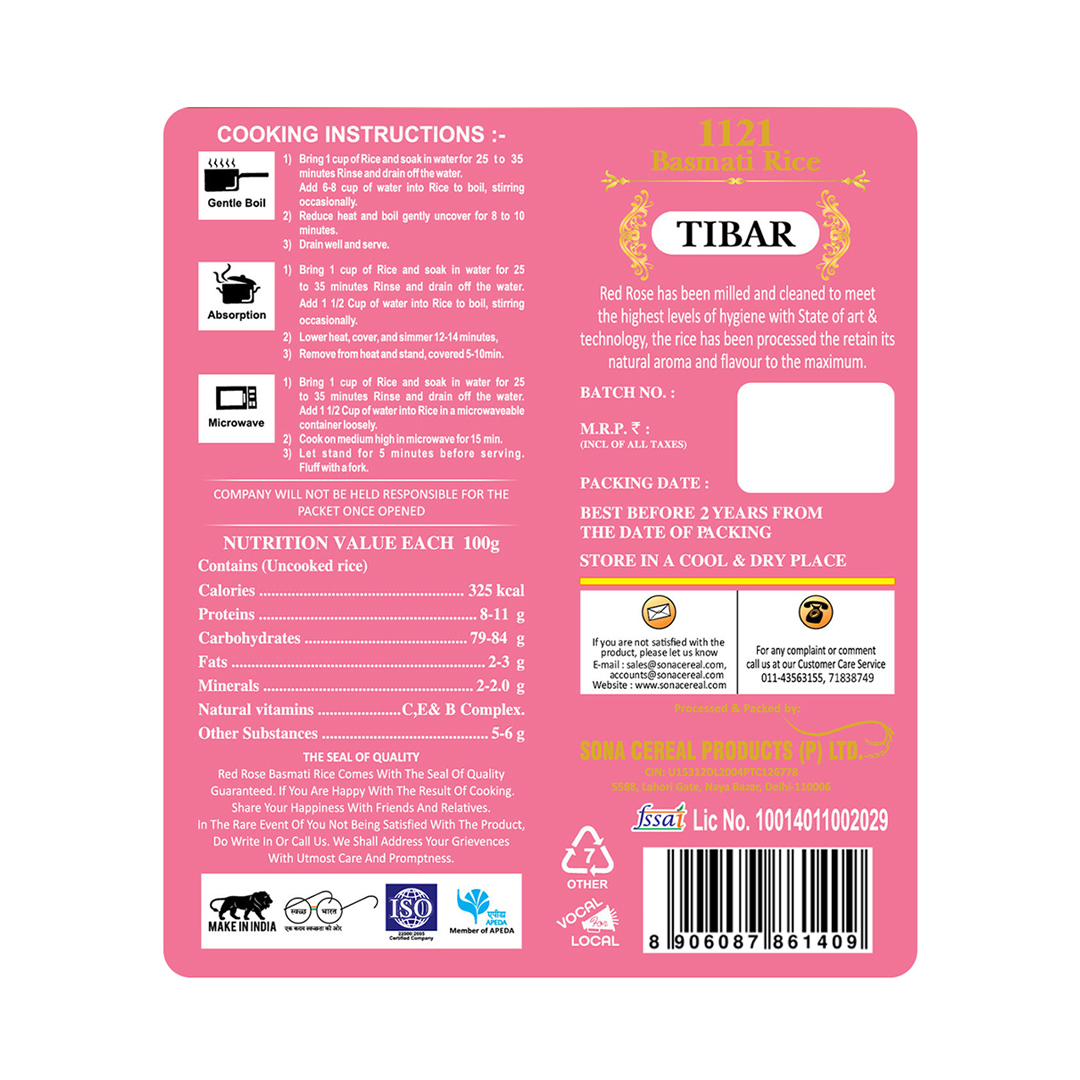 COOKING INSTRUCTIONS :-
Gentle Boil
1) Bring 1 cup of Rice and soak in water for 25 to 35
minutes Rinse and drain off the water.
Add 6-8 cup of water into Rice to boil, stirring
occasionally.
2) Reduce heat and boil gently uncover for 8 to 10
minutes.
3) Drain well and serve.
Absorption
1) Bring 1 cup of Rice and soak in water for 25
to 35 minutes Rinse and drain off the water.
Add 1 1/2 Cup of water into Rice to boil, stirring
occasionally.
2) Lower heat, cover, and simmer 12-14 minutes,
3) Remove from heat and stand, covered 5-10min.
Microwave
1) Bring 1 cup of Rice and soak in water for 25
to 35 minutes Rinse and drain off the water.
Add 1 1/2 Cup of water into Rice in a microwaveable
container loosely.
2) Cook on medium high in microwave for 15 min.
3) Let stand for 5 minutes before serving.
Fluff with a fork.
COMPANY WILL NOT BE HELD RESPONSIBLE FOR THE
PACKET ONCE OPENED
NUTRITION VALUE EACH 100g
Contains (Uncooked rice)
Calories ................................................ 325 kcal
Proteins .................................................... 8-11 g
Carbohydrates ....................................... 79-84 g
Fats ............................................................ 2-3 g
Minerals .................................................. 2-2.0 g
Natural vitamins ....................C,E& B Complex.
Other Substances ....................................... 5-6 g
THE SEAL OF QUALITY
Red Rose Basmati Rice Comes With The Seal Of Quality
Guaranteed. If You Are Happy With The Result Of Cooking.
Share Your Happiness With Friends And Relatives.
In The Rare Event Of You Not Being Satisfied With The Product,
Do Write In Or Call Us. We Shall Address Your Grievences
With Utmost Care And Promptness.
MAKE IN INDIA
स्वच्छ भारत
एक कदम स्वच्छता की ओर
ISO
22000:2005
Certified Company
एपीडा
APEDA
Member of APEDA
1121
Basmati Rice
TIBAR
Red Rose has been milled and cleaned to meet
the highest levels of hygiene with State of art &
technology, the rice has been processed the retain its
natural aroma and flavour to the maximum.
BATCH NO. :
M.R.P. ₹ :
(INCL OF ALL TAXES)
PACKING DATE :
BEST BEFORE 2 YEARS FROM
THE DATE OF PACKING
STORE IN A COOL & DRY PLACE
If you are not satisfied with the
product, please let us know
E-mail : sales@sonacereal.com,
accounts@sonacereal.com
Website : www.sonacereal.com
For any complaint or comment
call us at our Customer Care Service
011-43563155, 71838749
Processed & Packed by:
SONA CEREAL PRODUCTS (P) LTD.
CIN: U15312DL2004PTC126778
5588, Lahori Gate, Naya Bazar, Delhi-110006
fssai Lic No. 10014011002029
7
OTHER
VOCAL
For
LOCAL
8 906087 861409